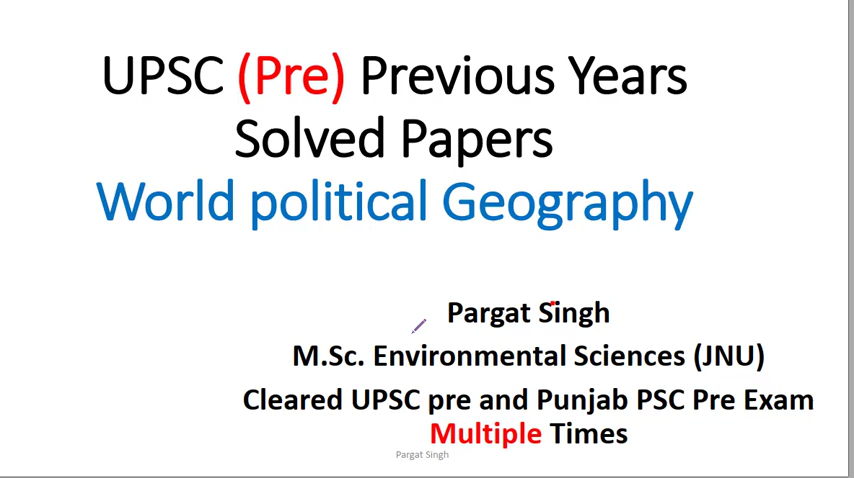 UPSC (Pre) Previous Years
Solved Papers
World political Geography
Pargat Singh
M.Sc. Environmental Sciences (JNU)
Cleared UPSC pre and Punjab PSC Pre Exam
Multiple Times
Pargat Singh